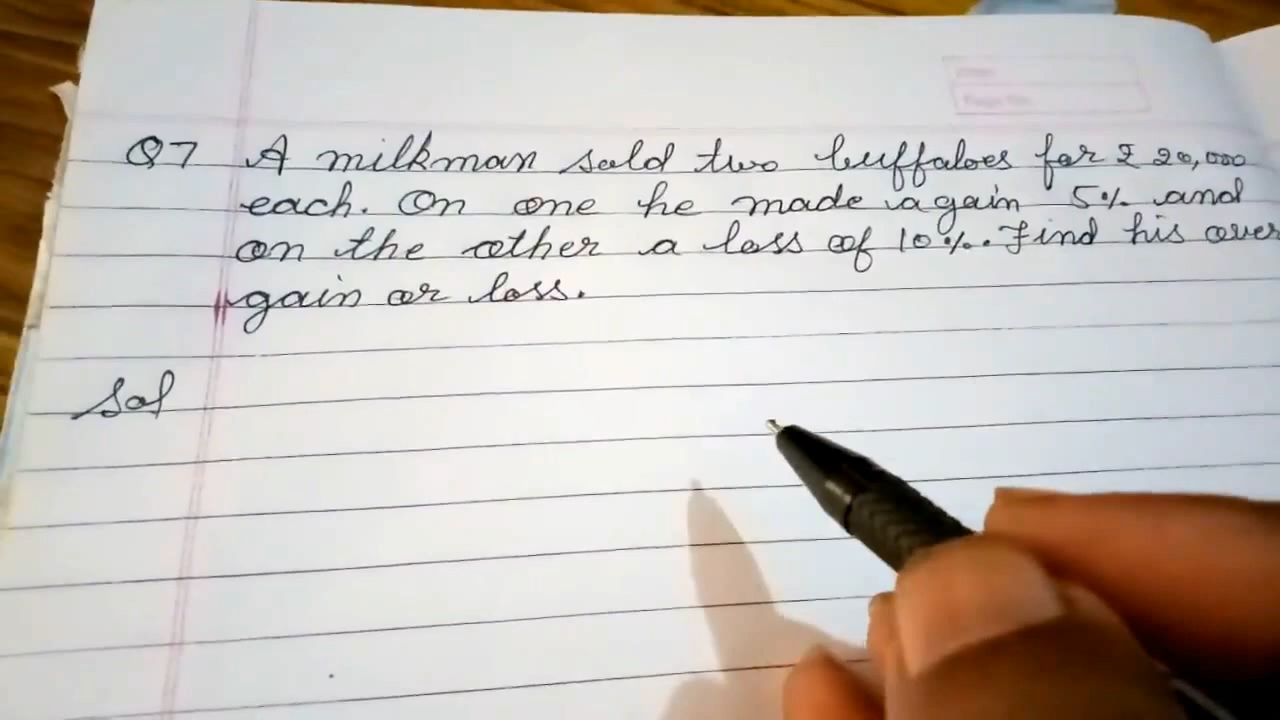 Q7 A milkman sold two buffaloes for ₹ 20,000
each. On one he made a gain 5% and
on the other a loss of 10%. Find his over
gain or loss.
Sol